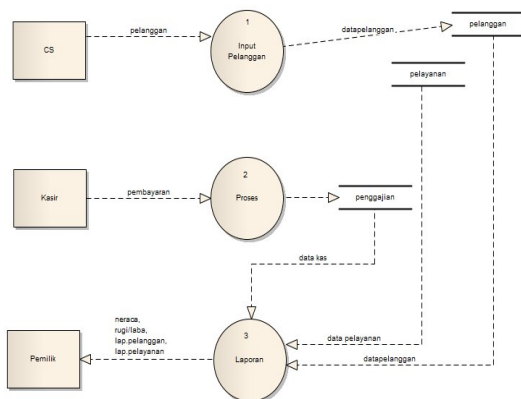 CS
pelanggan
1
Input
Pelanggan
datapelanggan
pelanggan
pelayanan
Kasir
pembayaran
2
Proses
penggajian
data kas
neraca,
rugi/laba,
lap.pelanggan,
lap.pelayanan
Pemilik
3
Laporan
data pelayanan
datapelanggan